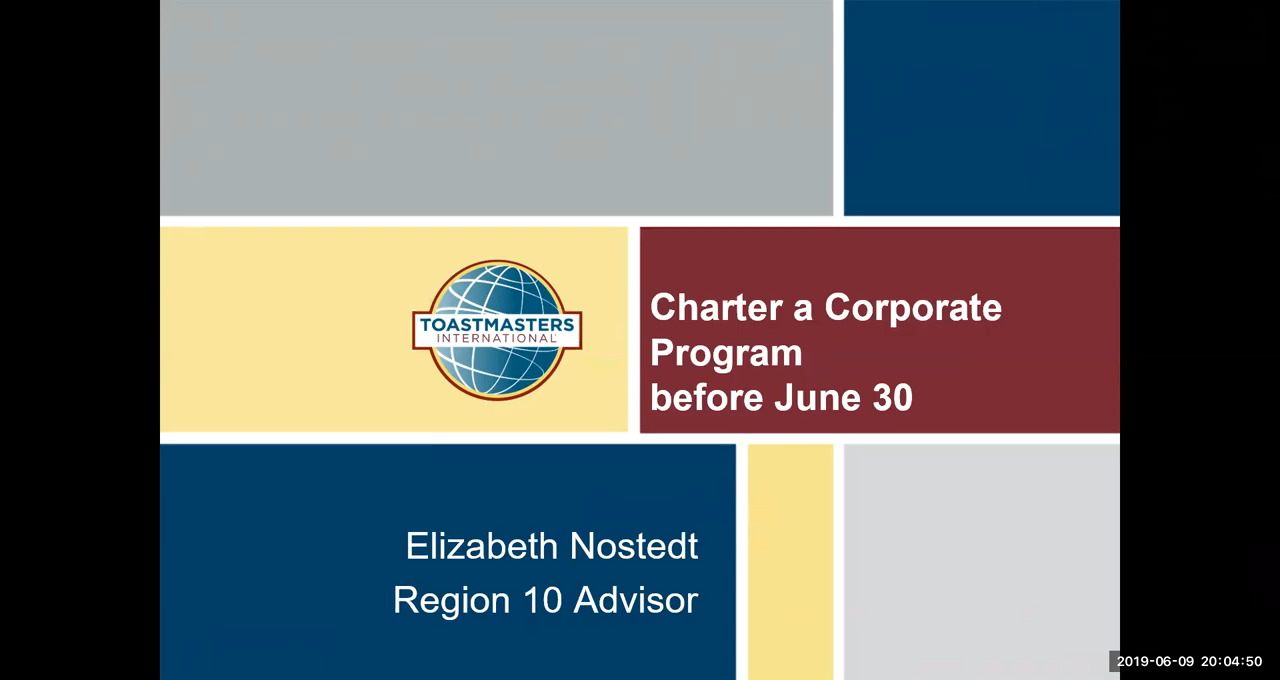 TOASTMASTERS
INTERNATIONAL
Charter a Corporate
Program
before June 30
Elizabeth Nostedt
Region 10 Advisor
2019-06-09 20:04:50